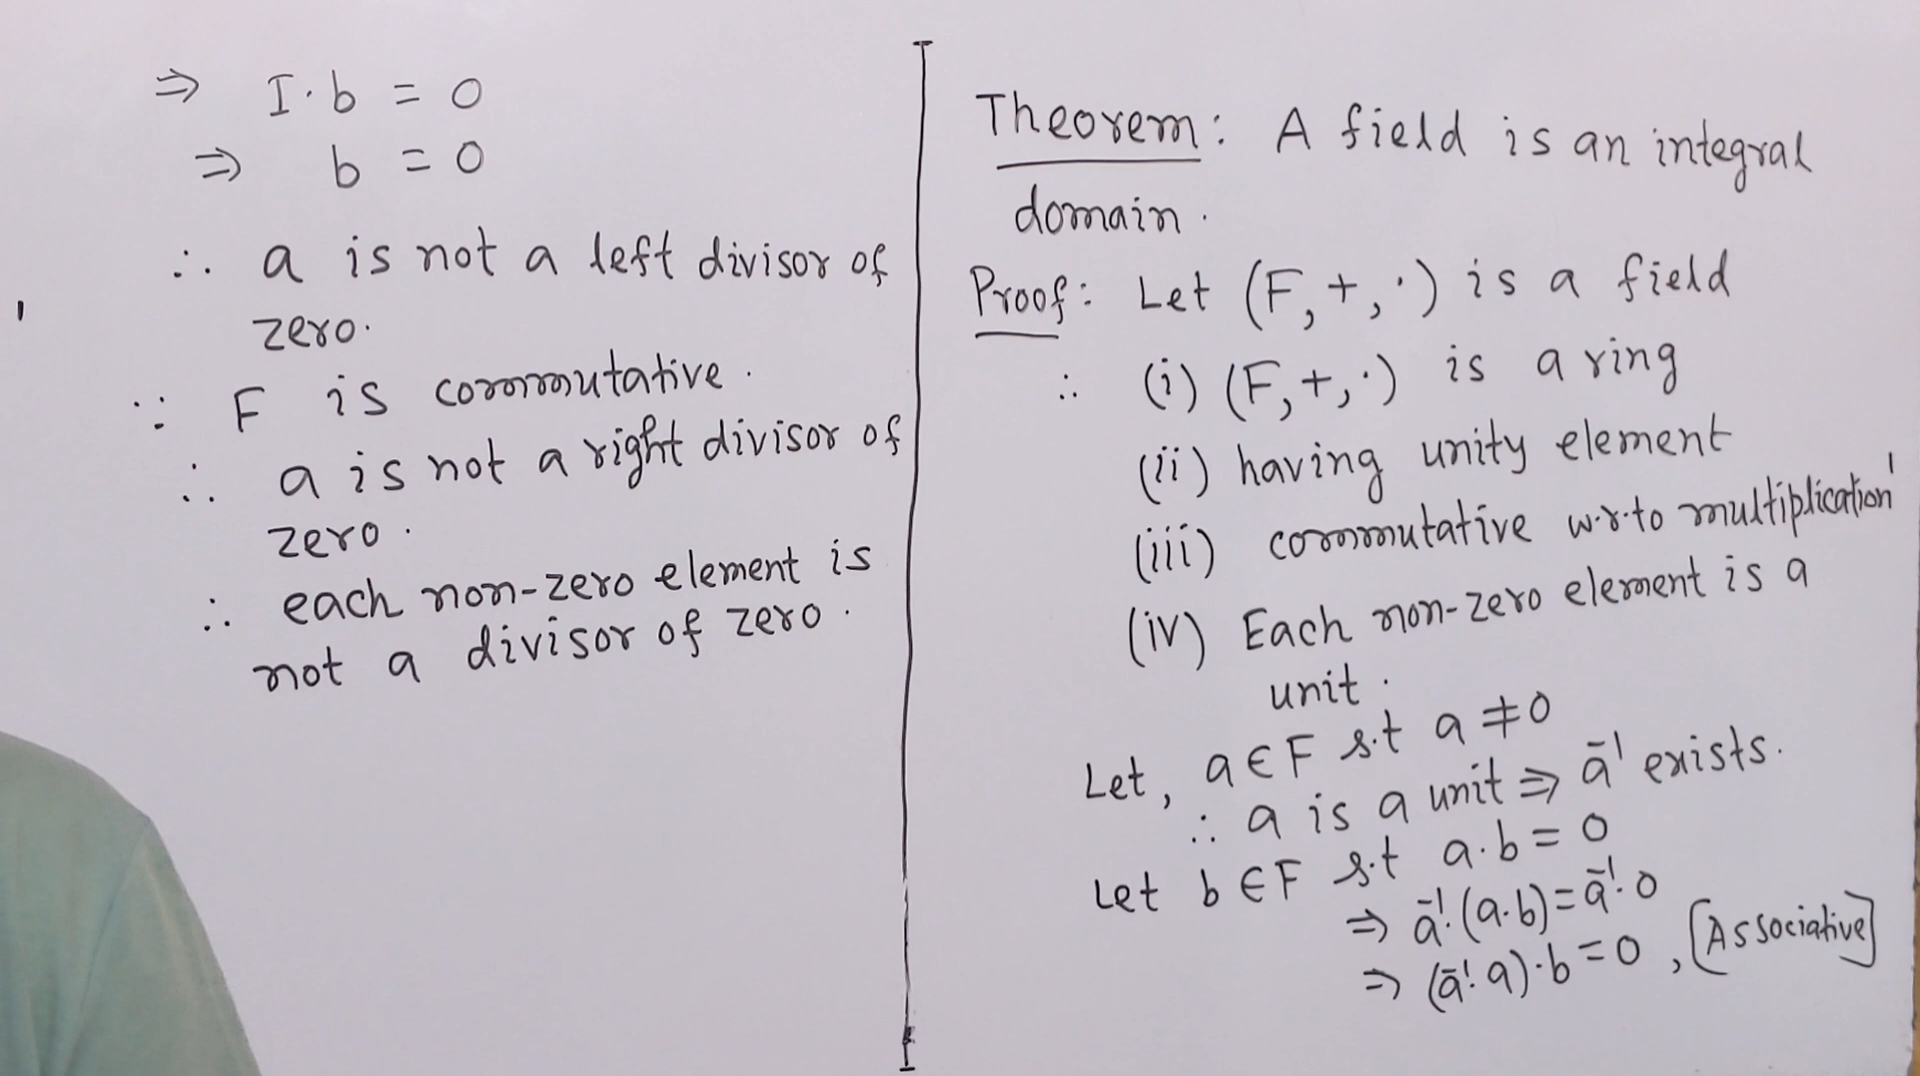 ⇒ I·b = 0
⇒ b = 0
∴ a is not a left divisor of
zero.
∵ F is commutative.
∴ a is not a right divisor of
zero.
∴ each non-zero element is
not a divisor of zero.
Theorem: A field is an integral
domain.
Proof: Let (F, +, ·) is a field
∴ (i) (F, +, ·) is a ring
(ii) having unity element
(iii) commutative w.r.to multiplication
(iv) Each non-zero element is a
unit.
Let, a ∈ F s.t a ≠ 0
∴ a is a unit ⇒ a⁻¹ exists.
Let b ∈ F s.t a·b = 0
⇒ a⁻¹·(a·b) = a⁻¹·0
⇒ (a⁻¹·a)·b = 0, [Associative]